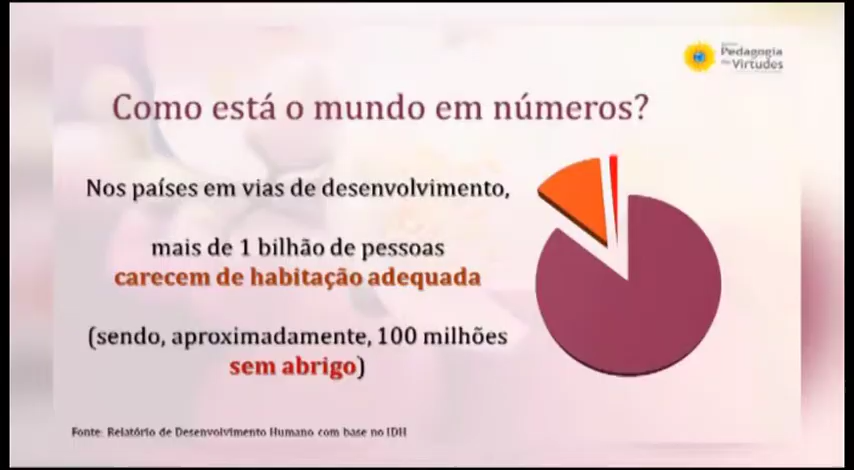 Pedagogia
Virtudes
Como está o mundo em números?
Nos países em vias de desenvolvimento,
mais de 1 bilhão de pessoas
carecem de habitação adequada
(sendo, aproximadamente, 100 milhões
sem abrigo)
Fonte: Relatório de Desenvolvimento Humano com base no IDH